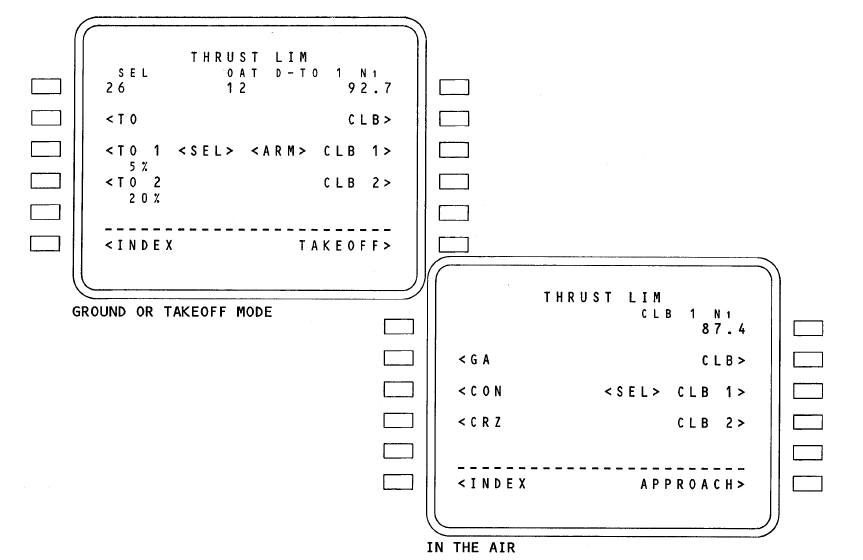 THRUST LIM
SEL OAT D-TO 1 N1
26 12 92.7
<TO CLB>
<TO 1 <SEL> <ARM> CLB 1>
5%
<TO 2 CLB 2>
20%
<INDEX TAKEOFF>
GROUND OR TAKEOFF MODE
THRUST LIM
CLB 1 N1
87.4
<GA CLB>
<CON <SEL> CLB 1>
<CRZ CLB 2>
<INDEX APPROACH>
IN THE AIR